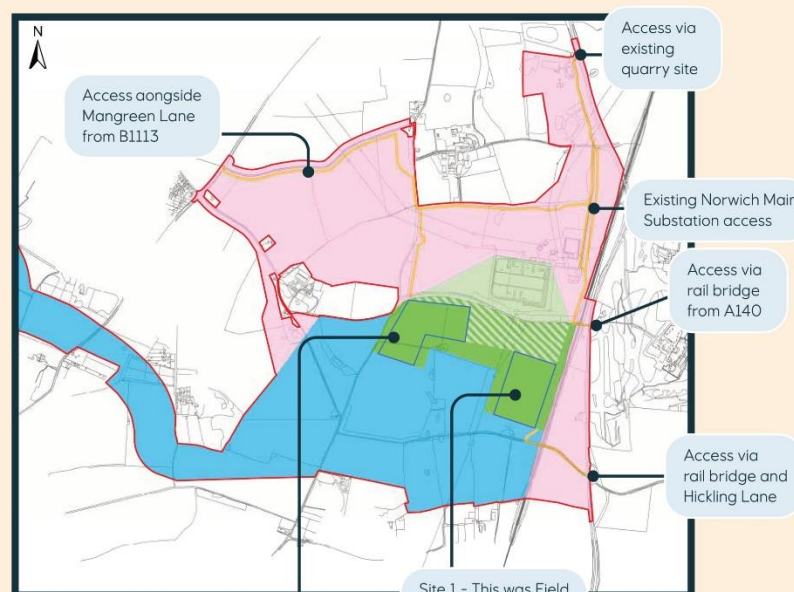 N
Access via
existing
quarry site
Access aongside
Mangreen Lane
from B1113
Existing Norwich Main
Substation access
Access via
rail bridge
from A140
Access via
rail bridge and
Hickling Lane
Site 1 - This was Field